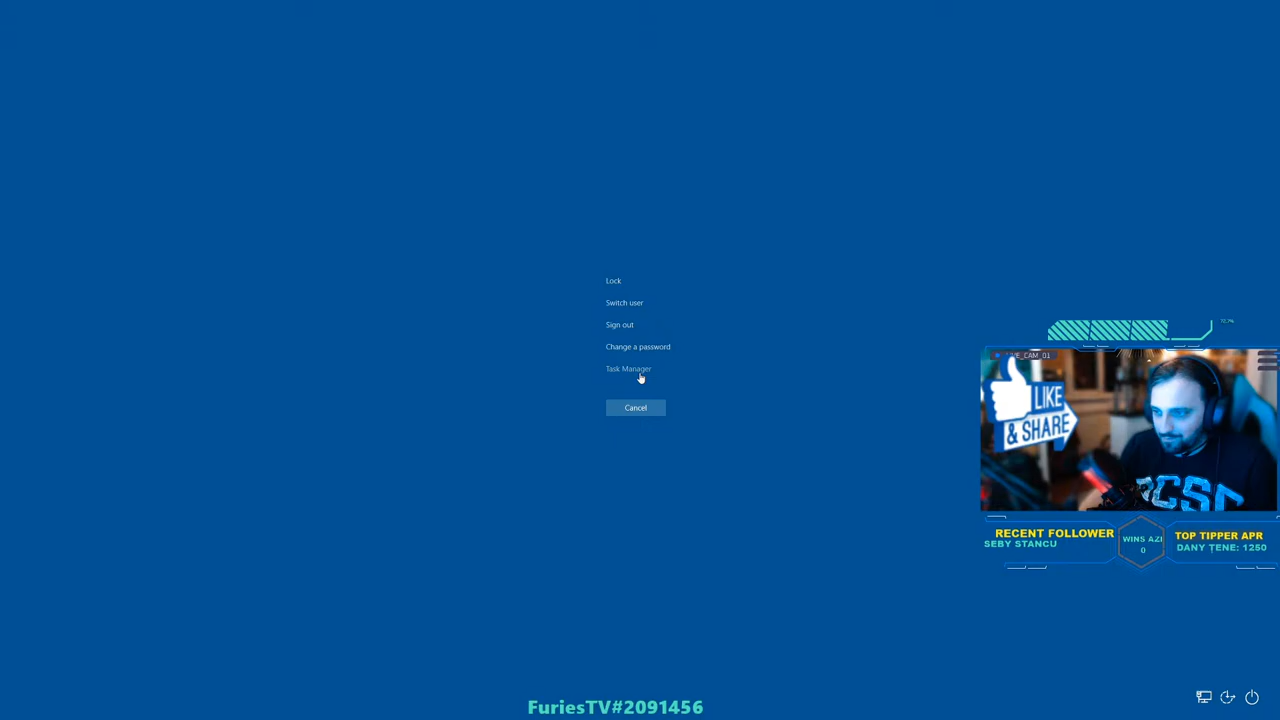 Lock
Switch user
Sign out
Change a password
Task Manager
Cancel
LIKE
& SHARE
RECENT FOLLOWER
SEBY STANCU
WINS AZI
0
TOP TIPPER APR
DANY TENE: 1250
FuriesTV#2091456